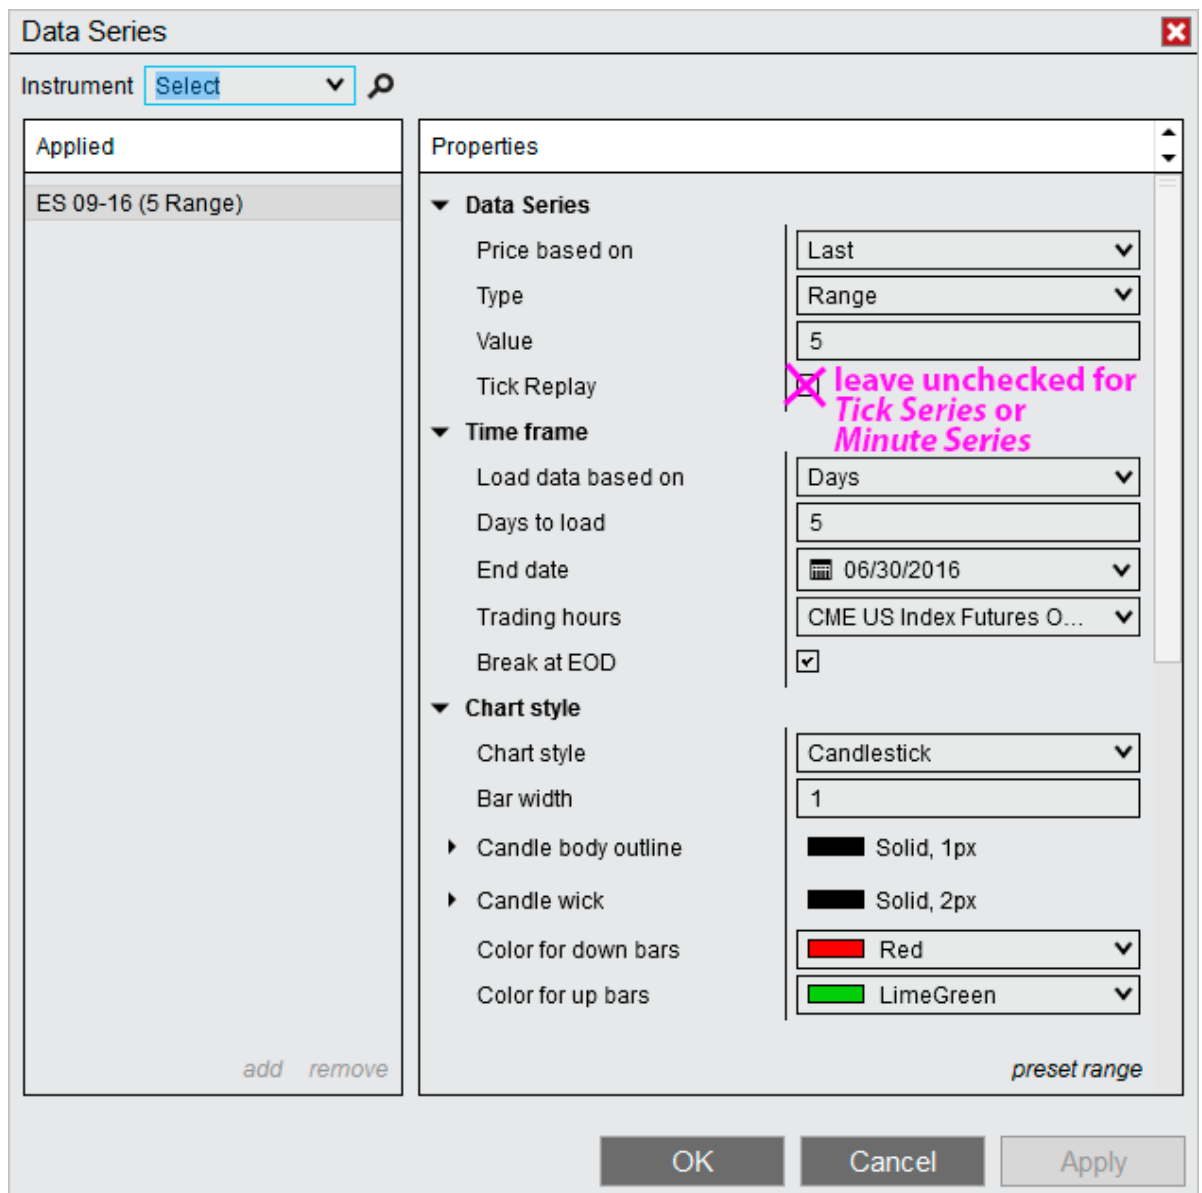 Data Series
Instrument Select
Applied
ES 09-16 (5 Range)
add remove
Properties
Data Series
Price based on Last
Type Range
Value 5
Tick Replay leave unchecked for
Tick Series or
Minute Series
Time frame
Load data based on Days
Days to load 5
End date 06/30/2016
Trading hours CME US Index Futures O...
Break at EOD
Chart style
Chart style Candlestick
Bar width 1
Candle body outline Solid, 1px
Candle wick Solid, 2px
Color for down bars Red
Color for up bars LimeGreen
preset range
OK Cancel Apply